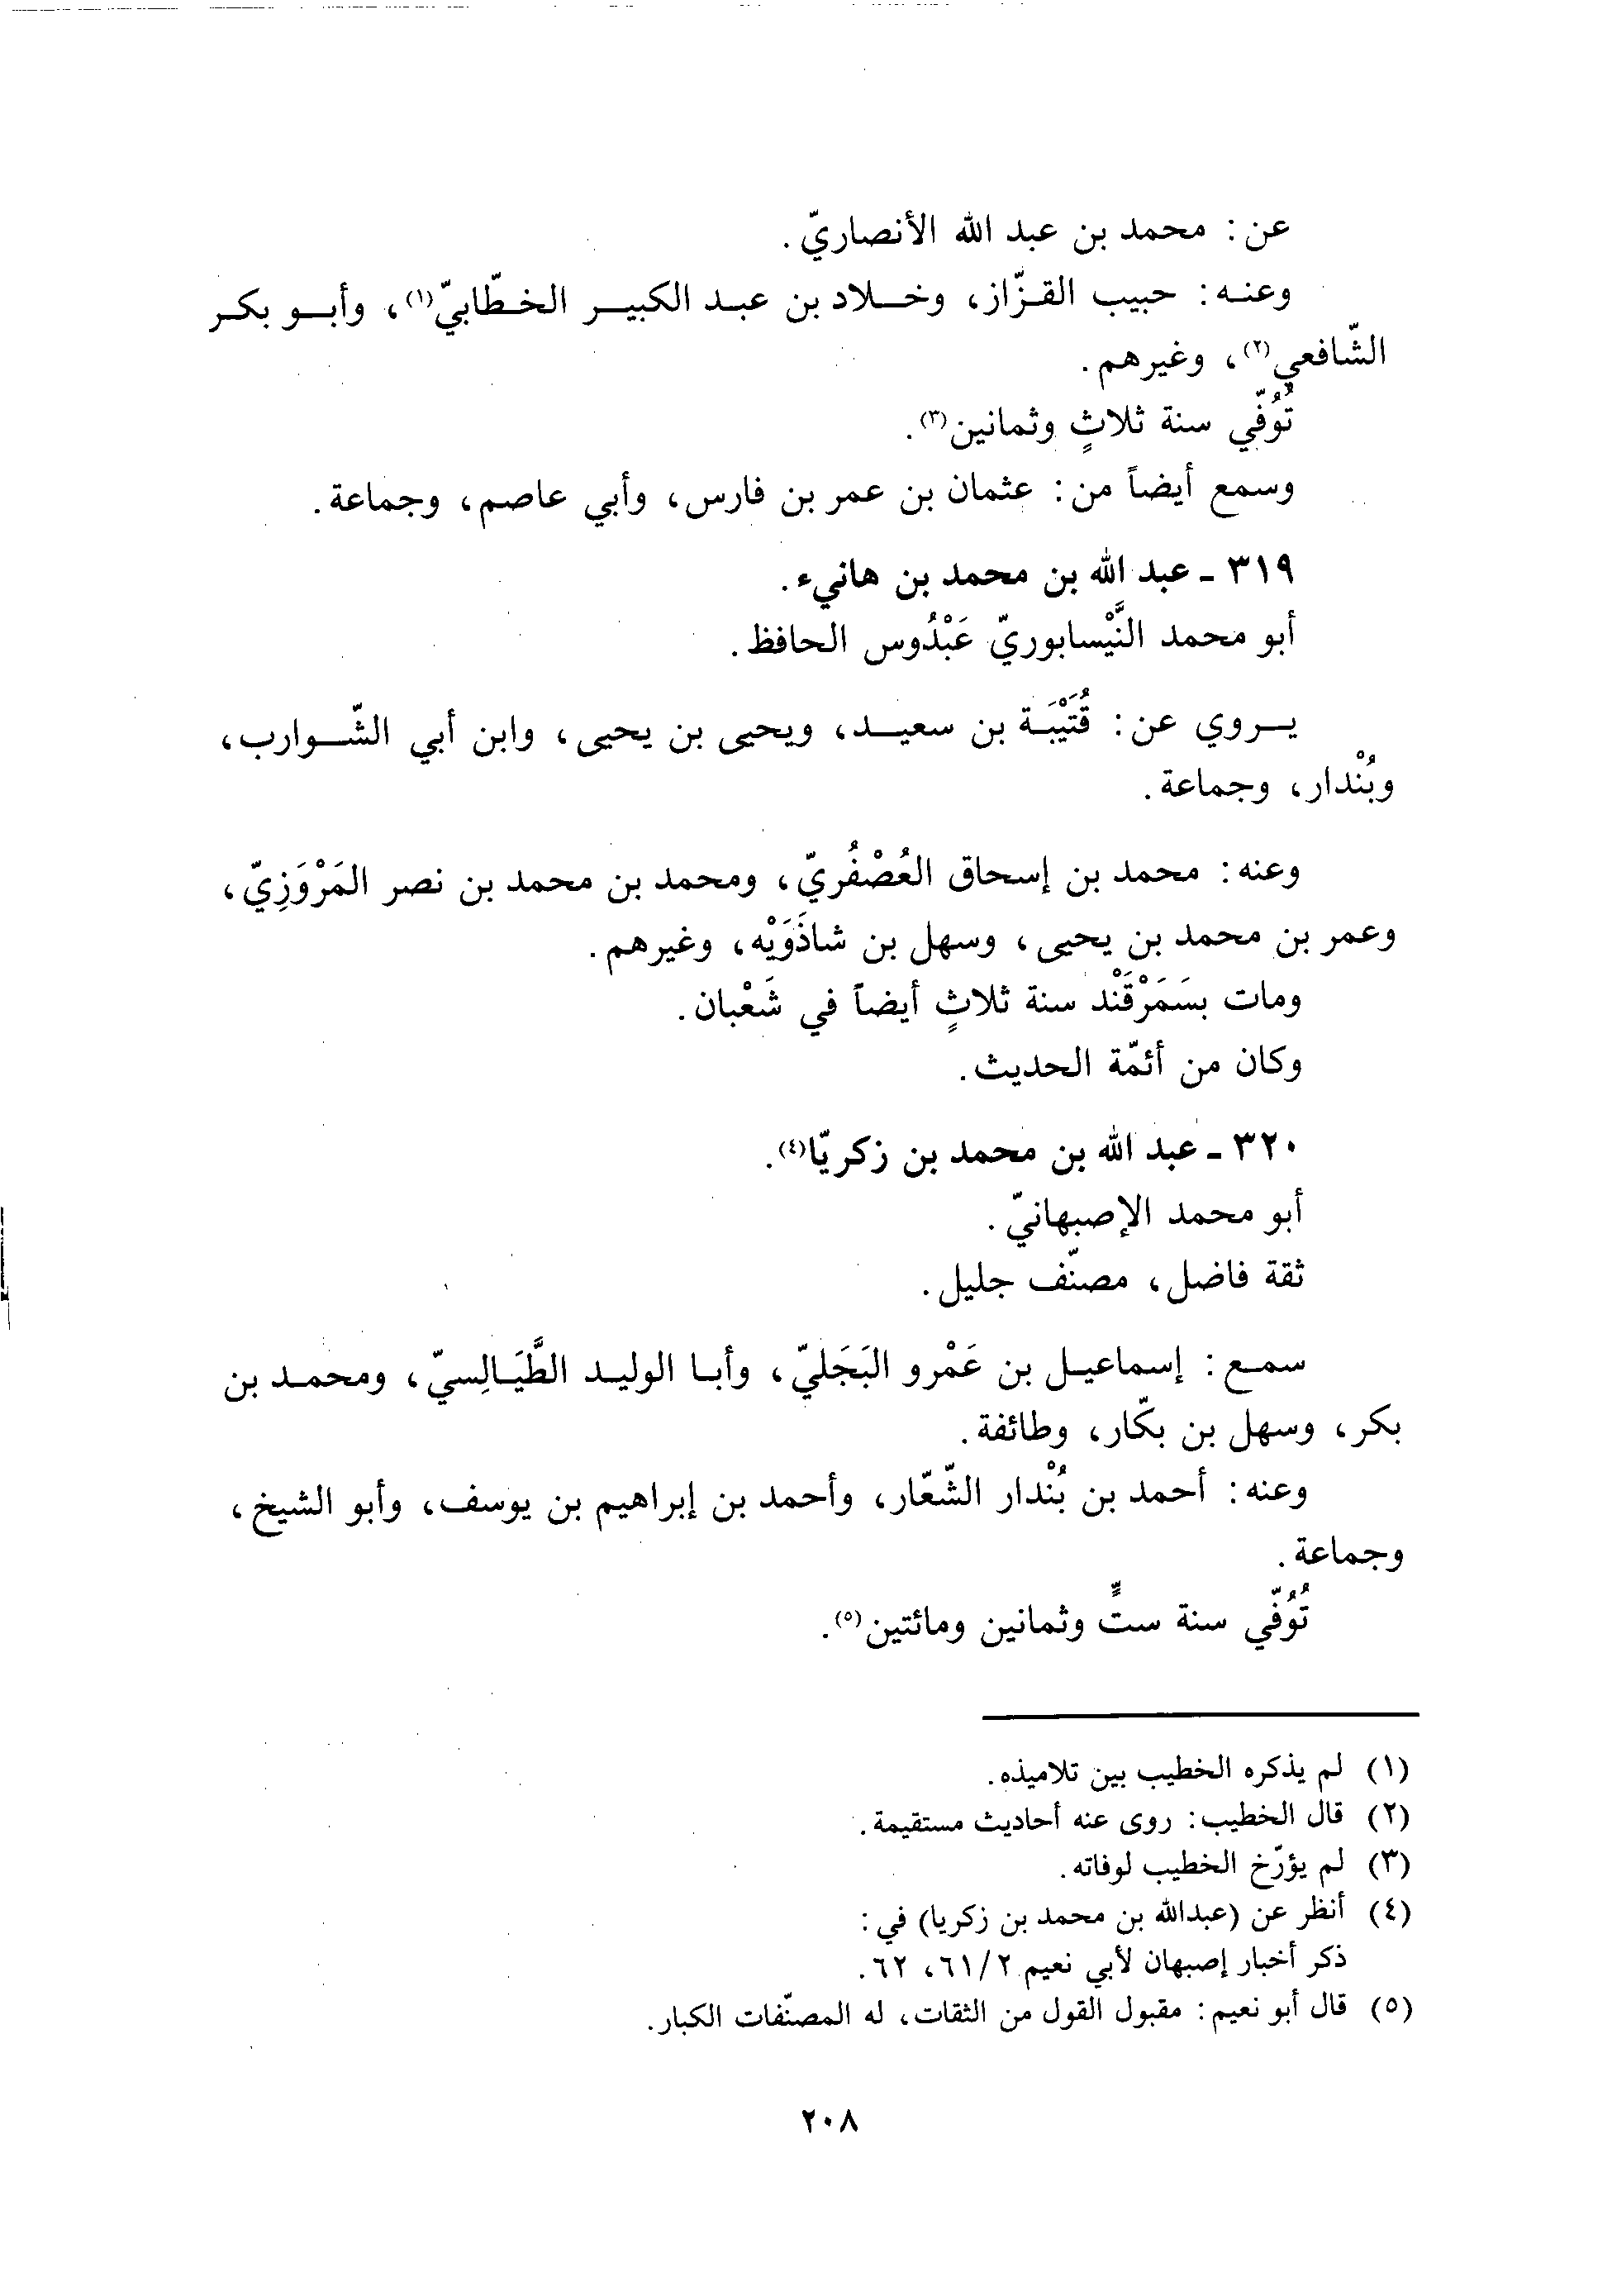 عن: محمد بن عبد الله الأنصاريّ.
وعنه: حبيب القزّاز، وخلاد بن عبد الكبير الخطّابيّ(١)، وأبو بكر
الشّافعي(٢)، وغيرهم.
تُوُفّي سنة ثلاثٍ وثمانين(٣).
وسمع أيضاً من: عثمان بن عمر بن فارس، وأبي عاصم، وجماعة.
٣١٩ ـ عبد الله بن محمد بن هانيء.
أبو محمد النَّيْسابوريّ عَبْدُوس الحافظ.
يروي عن: قُتَيْبَة بن سعيد، ويحيى بن يحيى، وابن أبي الشّوارب،
وبُنْدار، وجماعة.
وعنه: محمد بن إسحاق العُصْفُريّ، ومحمد بن محمد بن نصر المَرْوَزِيّ،
وعمر بن محمد بن يحيى، وسهل بن شاذَوَيْه، وغيرهم.
ومات بسَمَرْقَنْد سنة ثلاثٍ أيضاً في شَعْبان.
وكان من أئمّة الحديث.
٣٢٠ ـ عبد الله بن محمد بن زكريّا(٤).
أبو محمد الإصبهانيّ.
ثقة فاضل، مصنّف جليل.
سمع: إسماعيل بن عَمْرو البَجَليّ، وأبا الوليد الطَّيَالِسيّ، ومحمد بن
بكر، وسهل بن بكّار، وطائفة.
وعنه: أحمد بن بُنْدار الشّعّار، وأحمد بن إبراهيم بن يوسف، وأبو الشيخ،
وجماعة.
تُوُفّي سنة ستٍّ وثمانين ومائتين(٥).
(١) لم يذكره الخطيب بين تلاميذه.
(٢) قال الخطيب: روى عنه أحاديث مستقيمة.
(٣) لم يؤرّخ الخطيب لوفاته.
(٤) أنظر عن (عبدالله بن محمد بن زكريا) في:
ذكر أخبار إصبهان لأبي نعيم ٢/ ٦١، ٦٢.
(٥) قال أبو نعيم: مقبول القول من الثقات، له المصنّفات الكبار.
٢٠٨